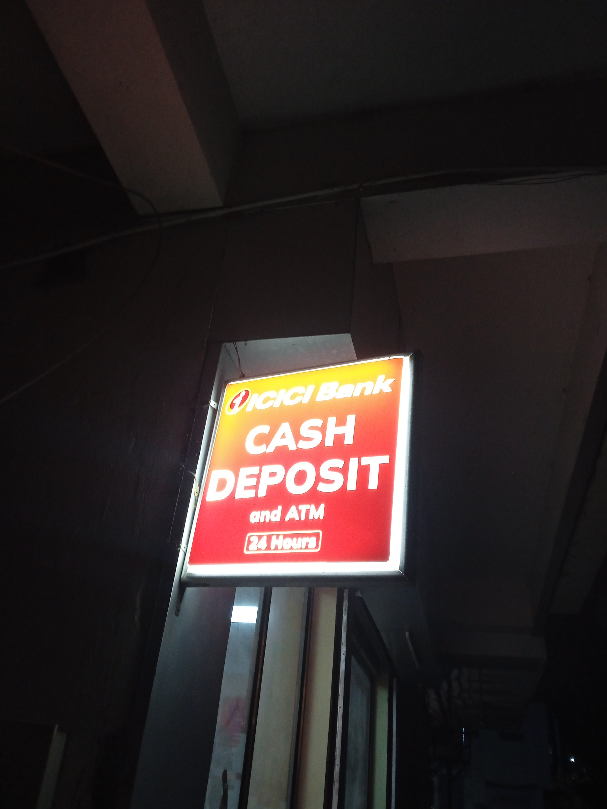 ICICI Bank
CASH
DEPOSIT
and ATM
24 Hours